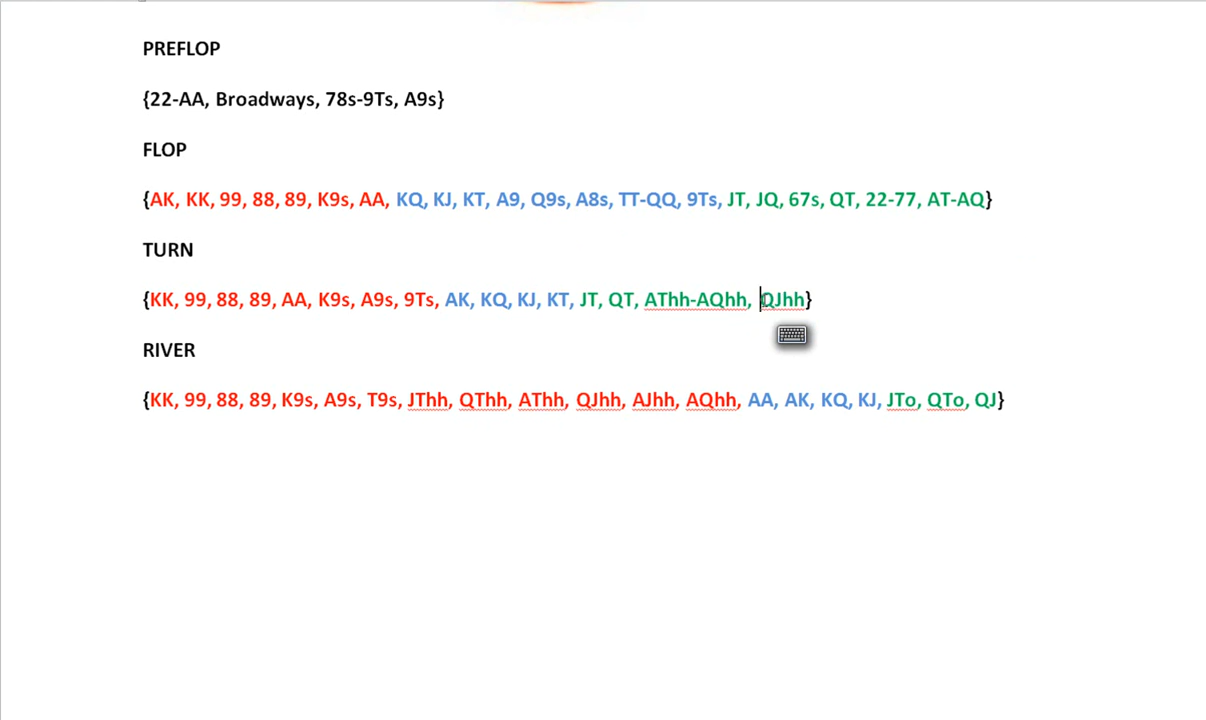 PREFLOP
{22-AA, Broadways, 78s-9Ts, A9s}
FLOP
{AK, KK, 99, 88, 89, K9s, AA, KQ, KJ, KT, A9, Q9s, A8s, TT-QQ, 9Ts, JT, JQ, 67s, QT, 22-77, AT-AQ}
TURN
{KK, 99, 88, 89, AA, K9s, A9s, 9Ts, AK, KQ, KJ, KT, JT, QT, AThh-AQhh, QJhh}
RIVER
{KK, 99, 88, 89, K9s, A9s, T9s, JThh, QThh, AThh, QJhh, AJhh, AQhh, AA, AK, KQ, KJ, JTo, QTo, QJ}